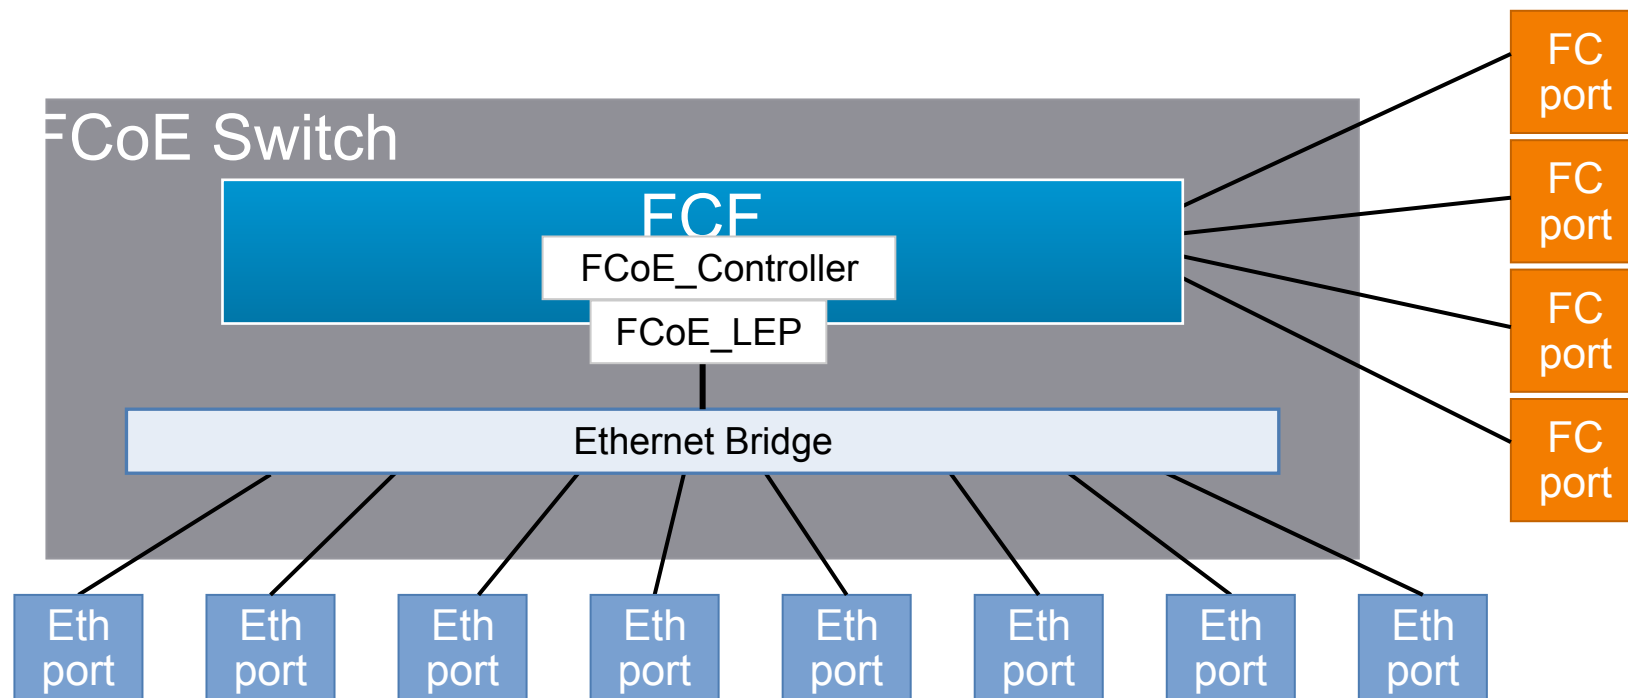 FC
port
FCoE Switch
FC
port
FCF
FCoE_Controller
FC
port
FCoE_LEP
FC
port
Ethernet Bridge
Eth
port
Eth
port
Eth
port
Eth
port
Eth
port
Eth
port
Eth
port
Eth
port